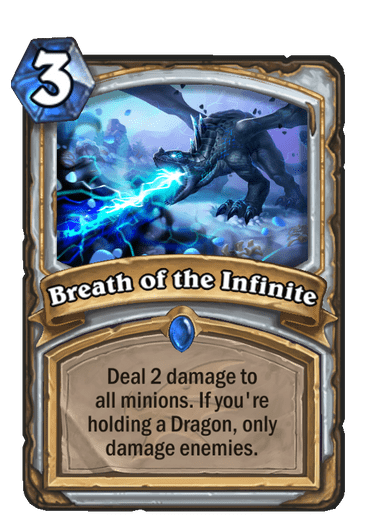 3
Breath of the Infinite
Deal 2 damage to
all minions. If you're
holding a Dragon, only
damage enemies.